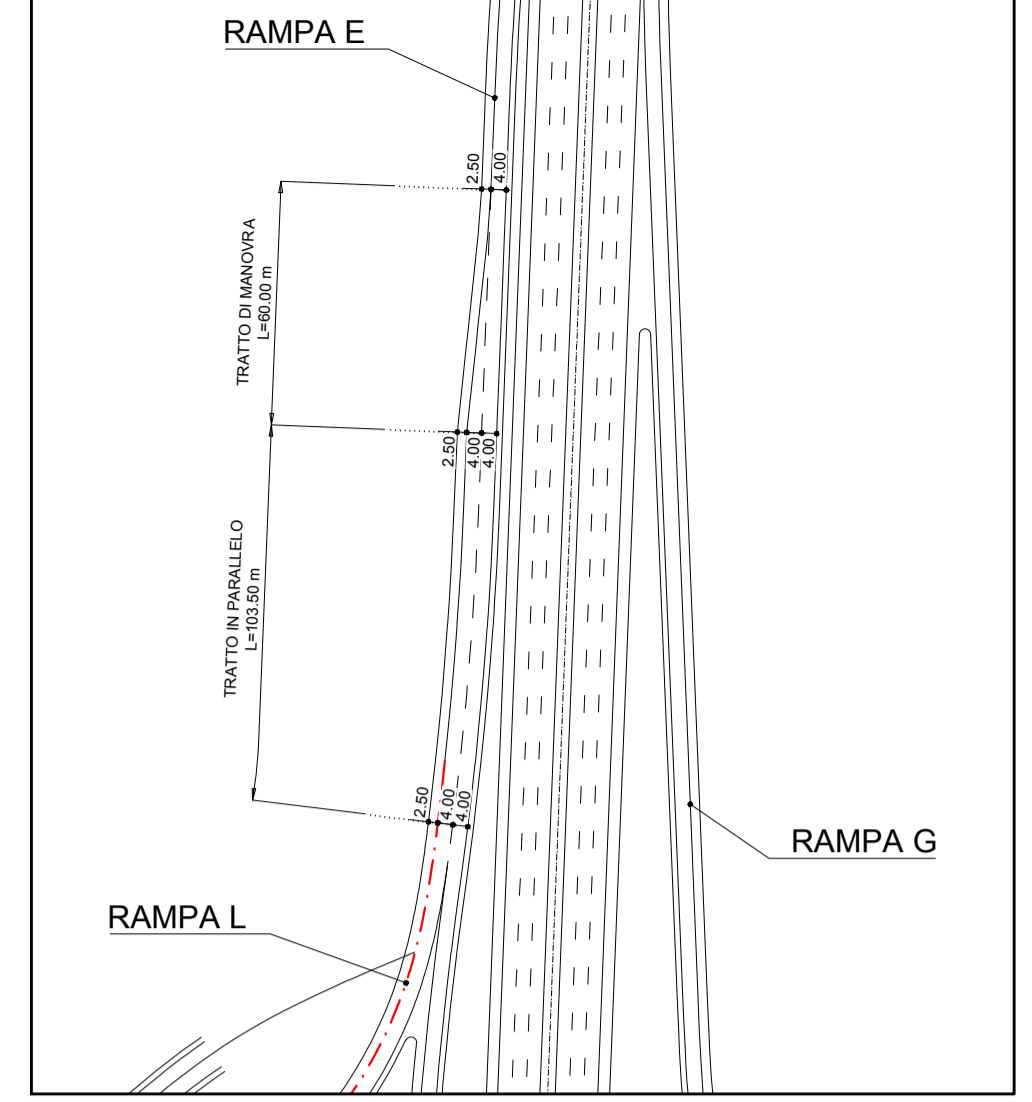 RAMPA E
2.50
4.00
TRATTO DI MANOVRA
L=60.00 m
2.50
4.00
4.00
TRATTO IN PARALLELO
L=103.50 m
2.50
4.00
4.00
RAMPA G
RAMPA L